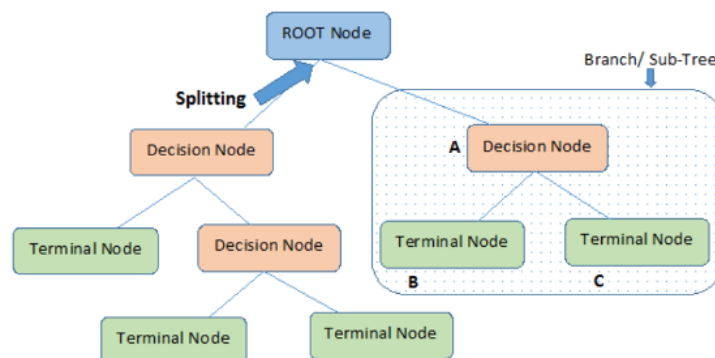 ROOT Node
Branch/ Sub-Tree
Splitting
Decision Node
A
Decision Node
Terminal Node
Decision Node
Terminal Node
Terminal Node
B
C
Terminal Node
Terminal Node